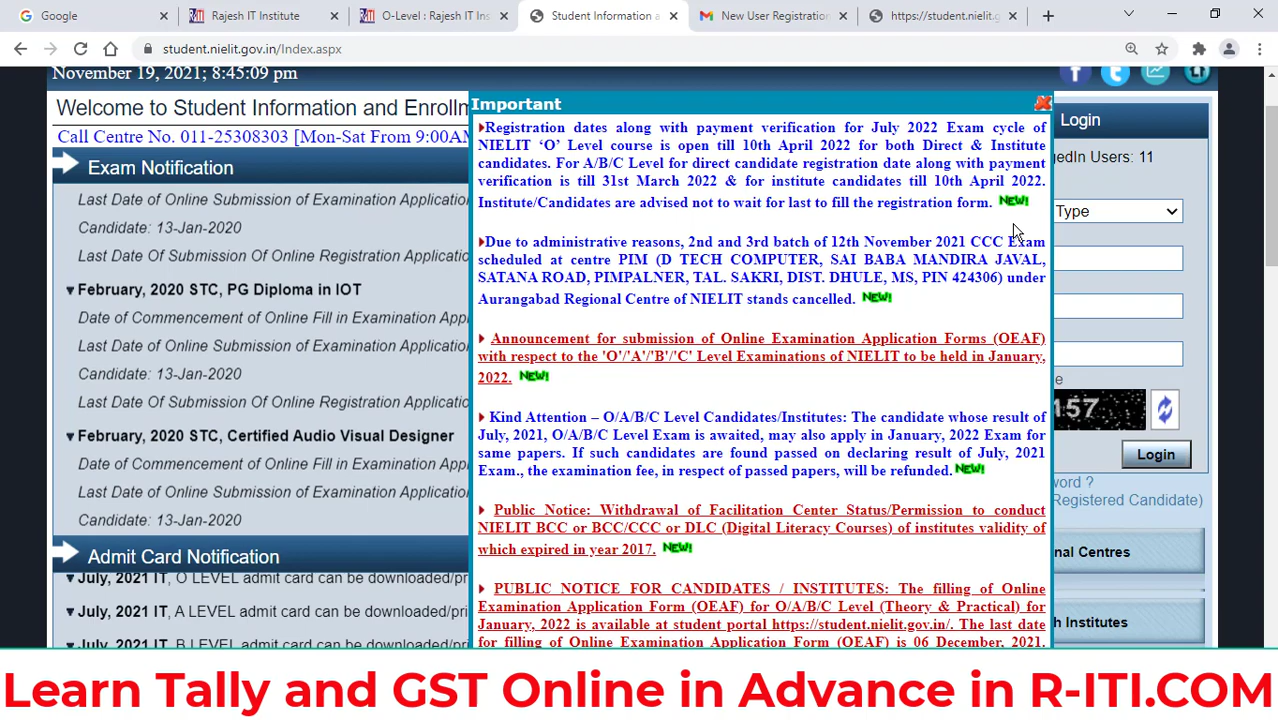 Google
Rajesh IT Institute
O-Level : Rajesh IT Ins
Student Information a
New User Registration
https://student.nielit.g
student.nielit.gov.in/Index.aspx
November 19, 2021; 8:45:09 pm
Welcome to Student Information and Enrollm
Call Centre No. 011-25308303 [Mon-Sat From 9:00AM
Exam Notification
Last Date of Online Submission of Examination Application
Candidate: 13-Jan-2020
Last Date Of Online Submission Of Registration Application
February, 2020 STC, PG Diploma in IOT
Date of Commencement of Online Fill in Examination App
Last Date of Online Submission of Examination Application
Candidate: 13-Jan-2020
Last Date Of Online Submission Of Registration Application
February, 2020 STC, Certified Audio Visual Designer
Date of Commencement of Online Fill in Examination App
Last Date of Online Submission of Examination Application
Candidate: 13-Jan-2020
Admit Card Notification
July, 2021 IT, O LEVEL admit card can be downloaded/pri
July, 2021 IT, A LEVEL admit card can be downloaded/pri
July, 2021 IT, B LEVEL admit card can be downloaded/pri
Important
Registration dates along with payment verification for July 2022 Exam cycle of
NIELIT ‘O’ Level course is open till 10th April 2022 for both Direct & Institute
candidates. For A/B/C Level for direct candidate registration date along with payment
verification is till 31st March 2022 & for institute candidates till 10th April 2022.
Institute/Candidates are advised not to wait for last to fill the registration form. NEW!
Due to administrative reasons, 2nd and 3rd batch of 12th November 2021 CCC Exam
scheduled at centre PIM (D TECH COMPUTER, SAI BABA MANDIRA JAVAL,
SATANA ROAD, PIMPALNER, TAL. SAKRI, DIST. DHULE, MS, PIN 424306) under
Aurangabad Regional Centre of NIELIT stands cancelled. NEW!
Announcement for submission of Online Examination Application Forms (OEAF)
with respect to the 'O'/'A'/'B'/'C' Level Examinations of NIELIT to be held in January,
2022. NEW!
Kind Attention – O/A/B/C Level Candidates/Institutes: The candidate whose result of
July, 2021, O/A/B/C Level Exam is awaited, may also apply in January, 2022 Exam for
same papers. If such candidates are found passed on declaring result of July, 2021
Exam., the examination fee, in respect of passed papers, will be refunded. NEW!
Public Notice: Withdrawal of Facilitation Center Status/Permission to conduct
NIELIT BCC or BCC/CCC or DLC (Digital Literacy Courses) of institutes validity of
which expired in year 2017. NEW!
PUBLIC NOTICE FOR CANDIDATES / INSTITUTES: The filling of Online
Examination Application Form (OEAF) for O/A/B/C Level (Theory & Practical) for
January, 2022 is available at student portal https://student.nielit.gov.in/. The last date
for filling of Online Examination Application Form (OEAF) is 06 December, 2021.
Login
gedIn Users: 11
Type
e
457
Login
word ?
Registered Candidate)
nal Centres
h Institutes
Learn Tally and GST Online in Advance in R-ITI.COM